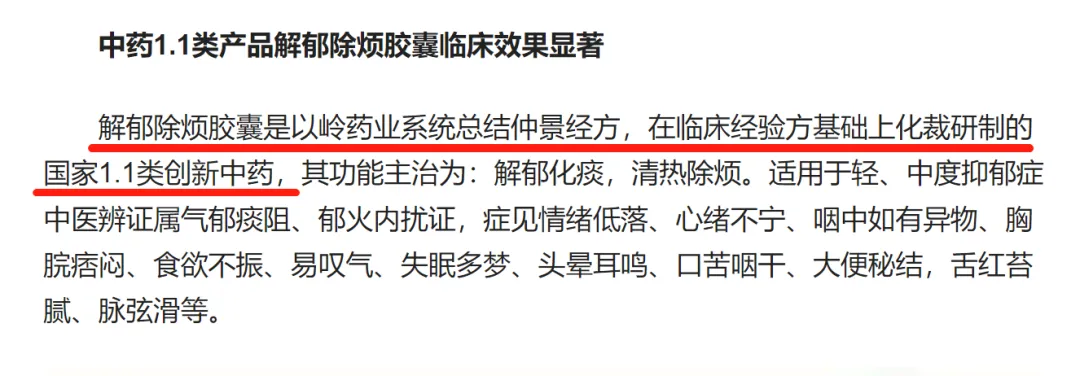 中药1.1类产品解郁除烦胶囊临床效果显著
解郁除烦胶囊是以岭药业系统总结仲景经方，在临床经验方基础上化裁研制的
国家1.1类创新中药，其功能主治为：解郁化痰，清热除烦。适用于轻、中度抑郁症
中医辨证属气郁痰阻、郁火内扰证，症见情绪低落、心绪不宁、咽中如有异物、胸
脘痞闷、食欲不振、易叹气、失眠多梦、头晕耳鸣、口苦咽干、大便秘结，舌红苔
腻、脉弦滑等。